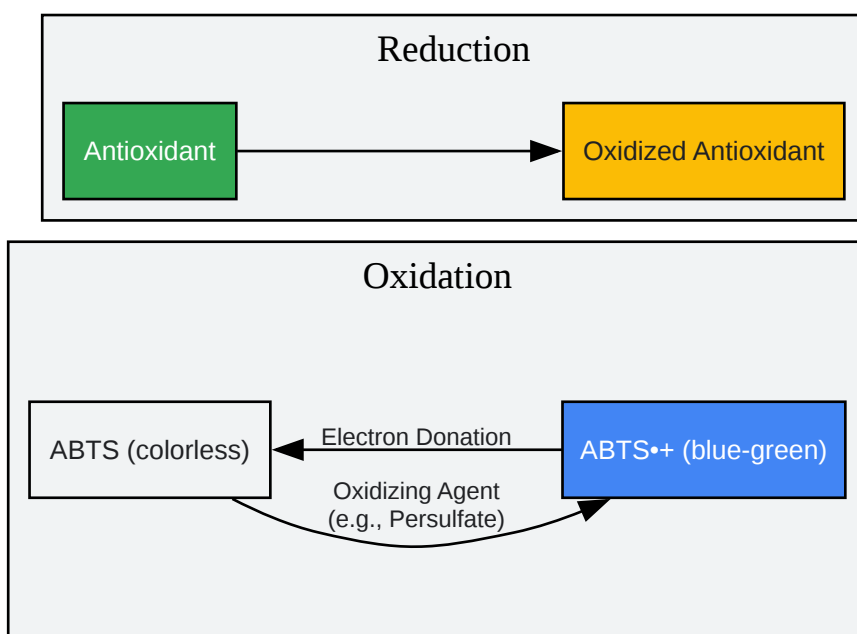 Reduction
Antioxidant
Oxidized Antioxidant
Oxidation
ABTS (colorless)
Electron Donation
ABTS•+ (blue-green)
Oxidizing Agent
(e.g., Persulfate)